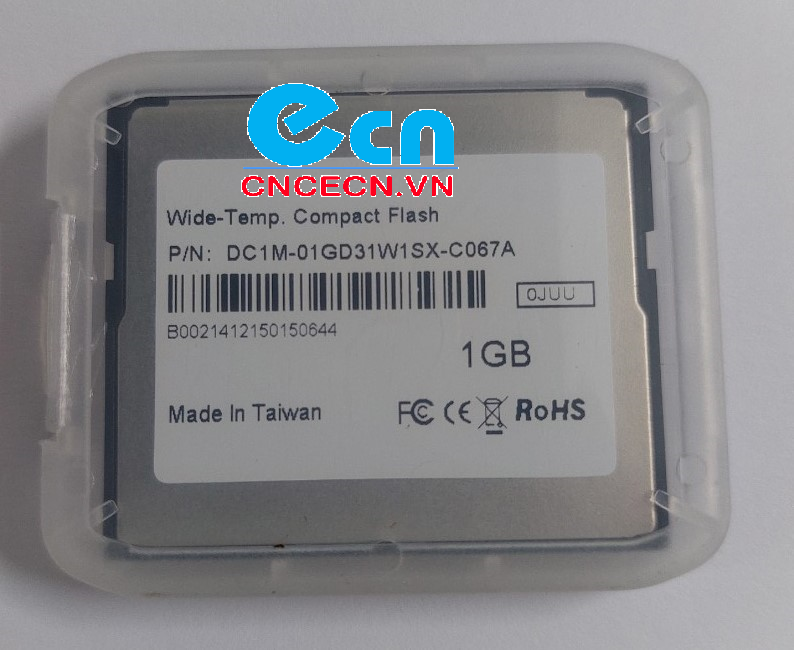 ecn
CNCECN.VN
Wide-Temp. Compact Flash
P/N: DC1M-01GD31W1SX-C067A
0JUU
B0021412150150644
1GB
Made In Taiwan
FC CE RoHS